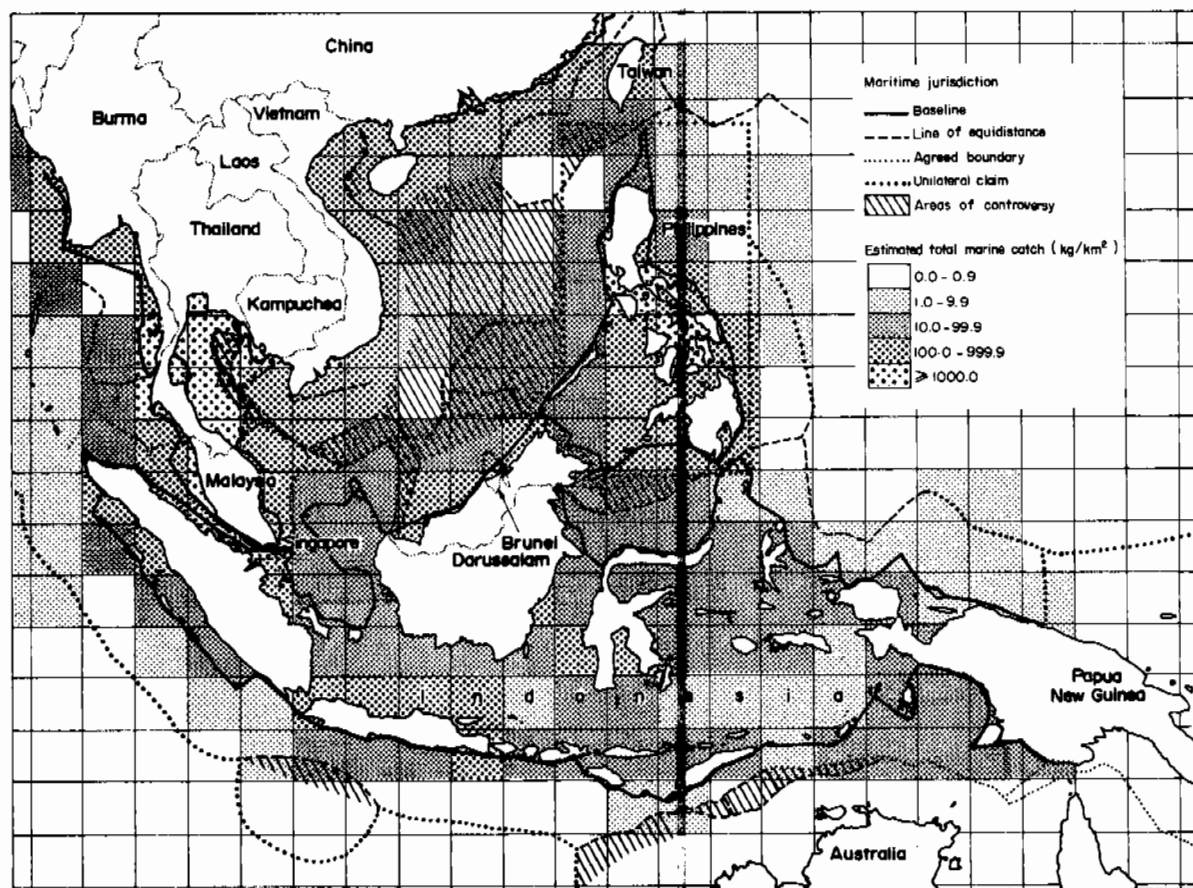 China
Taiwan
Burma
Vietnam
Laos
Thailand
Philippines
Kampuchea
Malaysia
Singapore
Brunei
Darussalam
Indonesia
Papua
New Guinea
Australia
Maritime jurisdiction
Baseline
Line of equidistance
Agreed boundary
Unilateral claim
Areas of controversy
Estimated total marine catch (kg/km²)
0.0 - 0.9
1.0 - 9.9
10.0 - 99.9
100.0 - 999.9
⩾ 1000.0